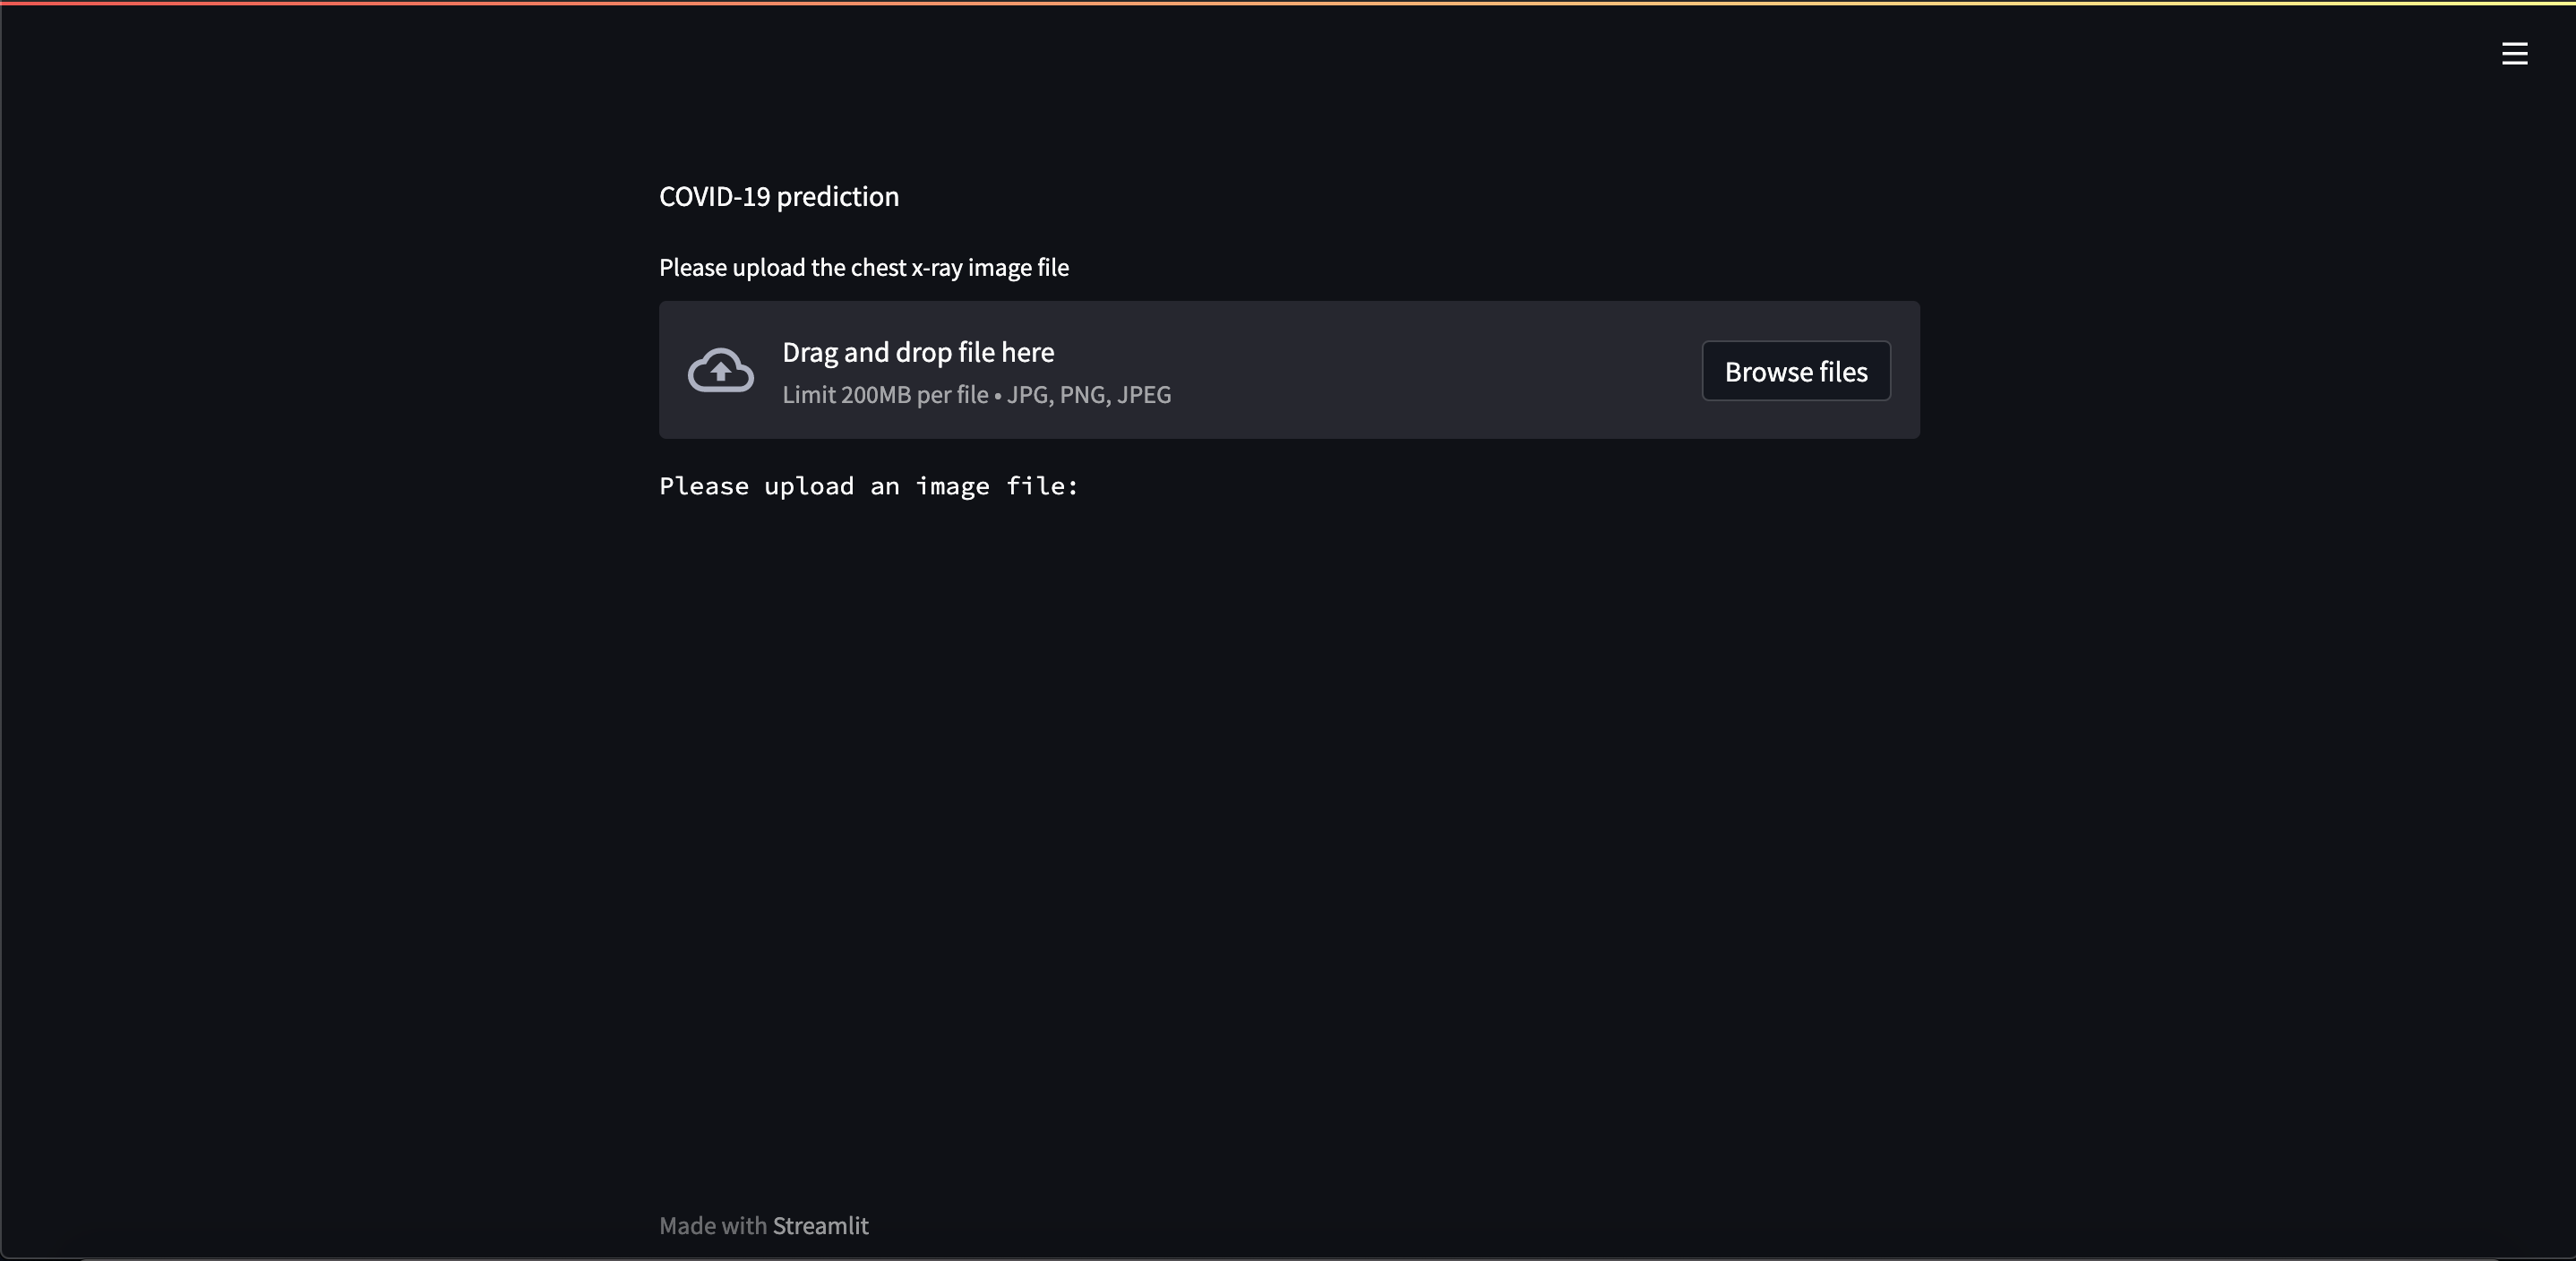 COVID-19 prediction
Please upload the chest x-ray image file
Drag and drop file here
Limit 200MB per file • JPG, PNG, JPEG
Browse files
Please upload an image file:
Made with Streamlit